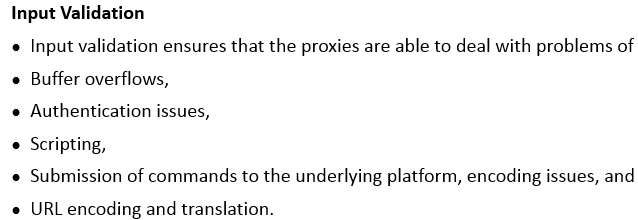 Input Validation
• Input validation ensures that the proxies are able to deal with problems of
• Buffer overflows,
• Authentication issues,
• Scripting,
• Submission of commands to the underlying platform, encoding issues, and
• URL encoding and translation.